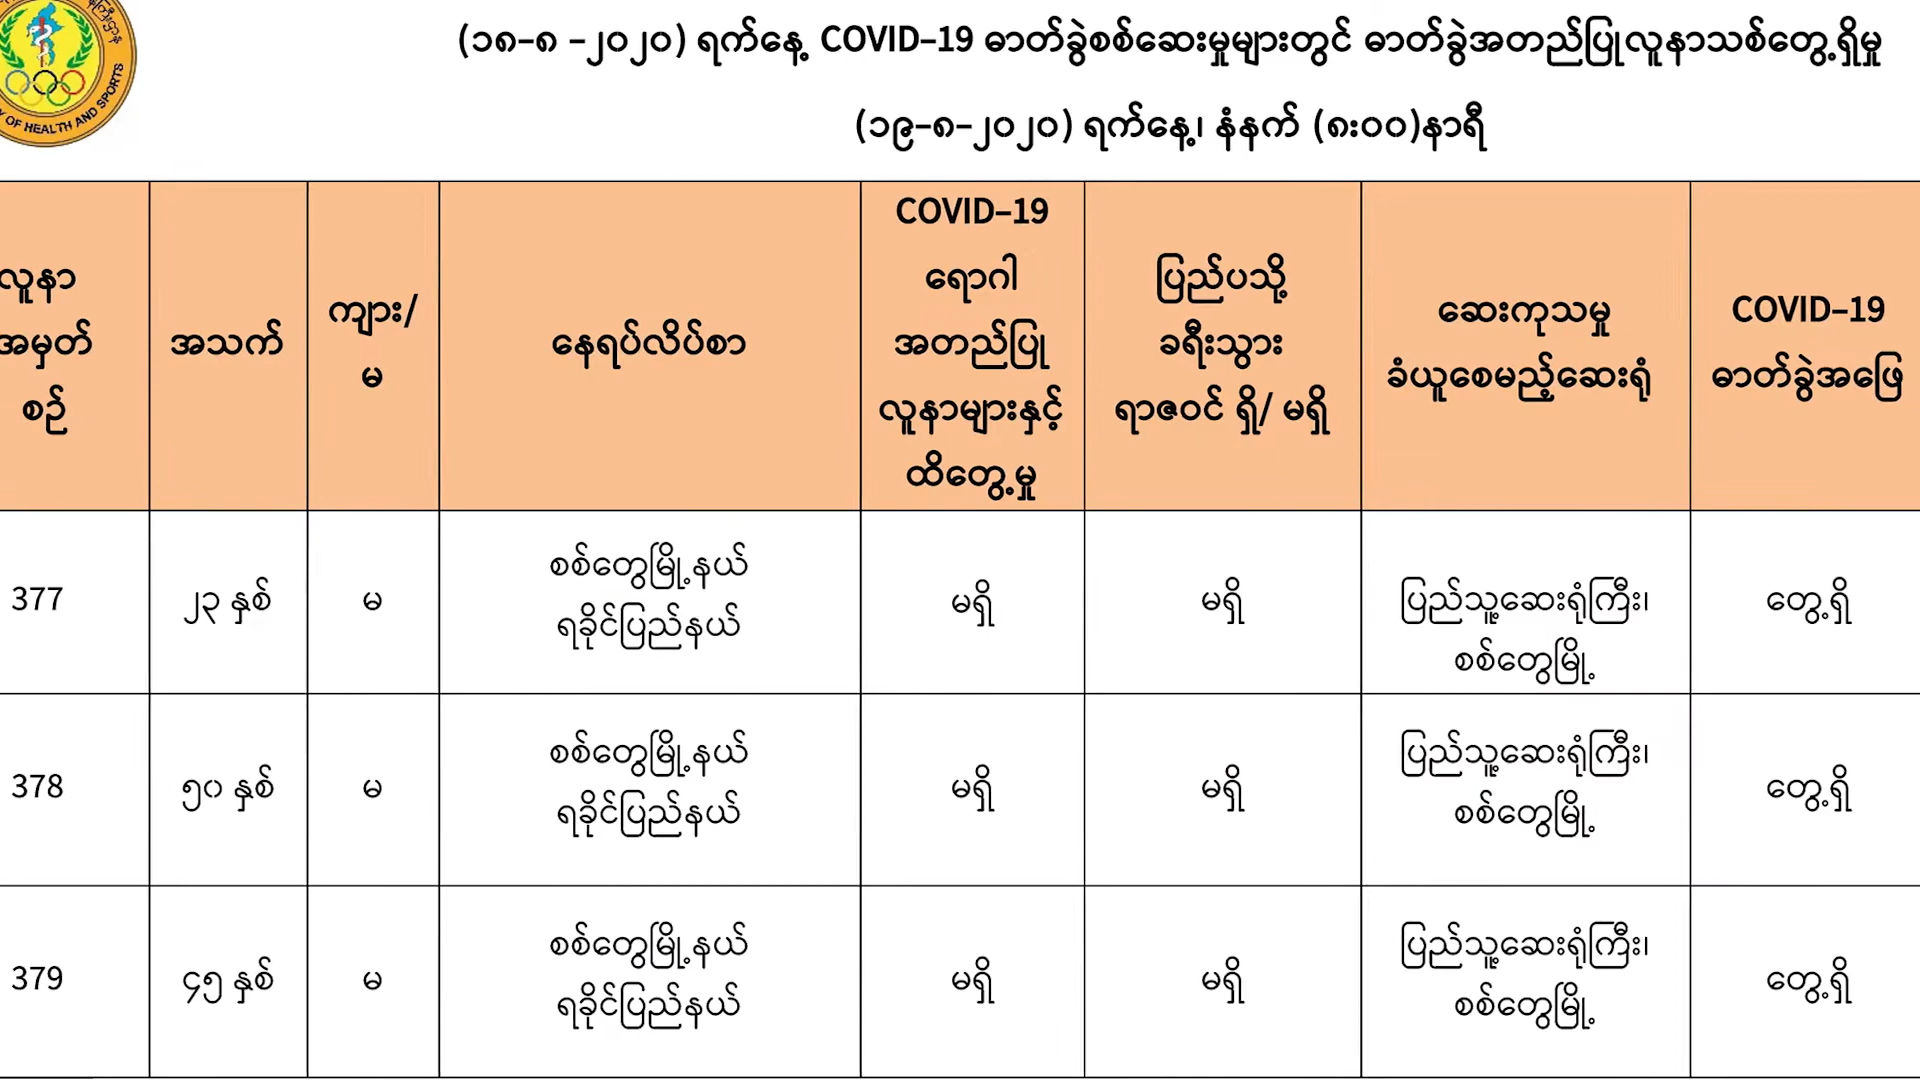 (၁၈–၈ –၂၀၂၀) ရက်နေ့ COVID–19 ဓာတ်ခွဲစစ်ဆေးမှုများတွင် ဓာတ်ခွဲအတည်ပြုလူနာသစ်တွေ့ရှိမှု
(၁၉–၈–၂၀၂၀) ရက်နေ့၊ နံနက် (၈း၀၀)နာရီ
OF HEALTH AND SPORTS
လူနာ
အမှတ်
စဉ်
အသက်
ကျား/
မ
နေရပ်လိပ်စာ
COVID–19
ရောဂါ
အတည်ပြု
လူနာများနှင့်
ထိတွေ့မှု
ပြည်ပသို့
ခရီးသွား
ရာဇဝင် ရှိ/ မရှိ
ဆေးကုသမှု
ခံယူစေမည့်ဆေးရုံ
COVID–19
ဓာတ်ခွဲအဖြေ
377
၂၃ နှစ်
မ
စစ်တွေမြို့နယ်
ရခိုင်ပြည်နယ်
မရှိ
မရှိ
ပြည်သူ့ဆေးရုံကြီး၊
စစ်တွေမြို့
တွေ့ရှိ
378
၅၀ နှစ်
မ
စစ်တွေမြို့နယ်
ရခိုင်ပြည်နယ်
မရှိ
မရှိ
ပြည်သူ့ဆေးရုံကြီး၊
စစ်တွေမြို့
တွေ့ရှိ
379
၄၅ နှစ်
မ
စစ်တွေမြို့နယ်
ရခိုင်ပြည်နယ်
မရှိ
မရှိ
ပြည်သူ့ဆေးရုံကြီး၊
စစ်တွေမြို့
တွေ့ရှိ